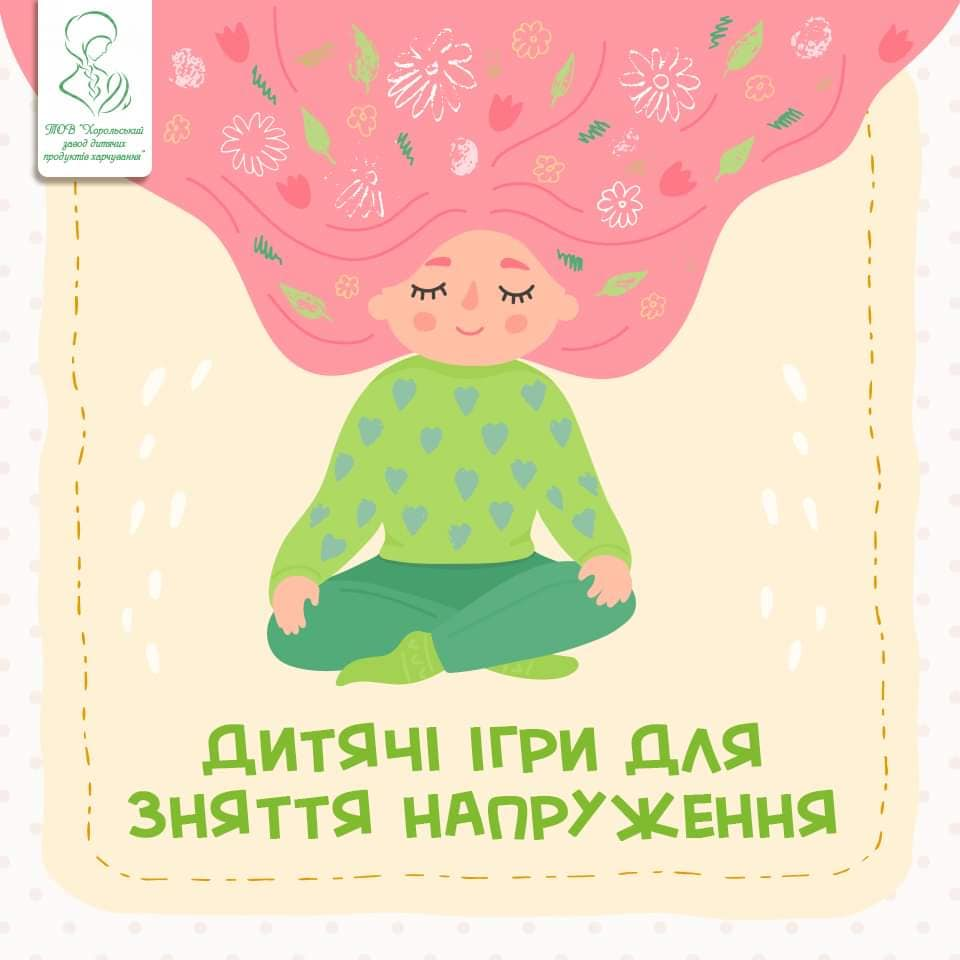 ТОВ "Хорольський
завод дитячих
продуктів харчування"
ДИТЯЧІ ІГРИ ДЛЯ
ЗНЯТТЯ НАПРУЖЕННЯ